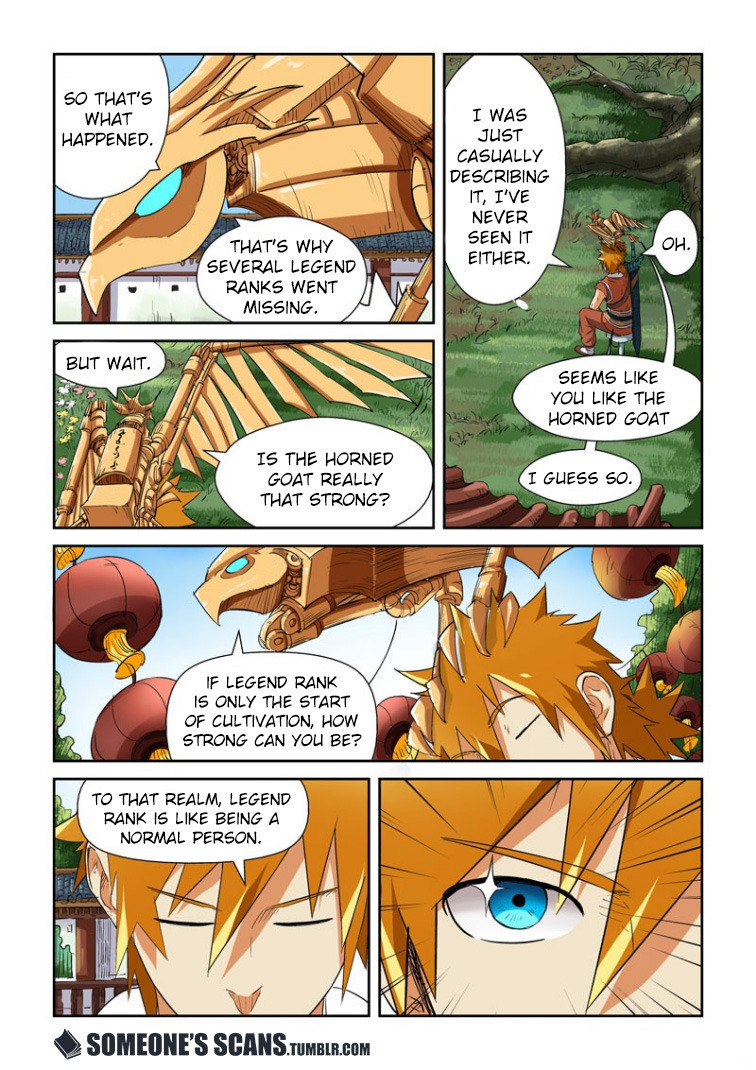 SO THAT'S
WHAT
HAPPENED.
THAT'S WHY
SEVERAL LEGEND
RANKS WENT
MISSING.
I WAS
JUST
CASUALLY
DESCRIBING
IT, I'VE
NEVER
SEEN IT
EITHER.
OH.
SEEMS LIKE
YOU LIKE THE
HORNED GOAT
I GUESS SO.
BUT WAIT.
IS THE HORNED
GOAT REALLY
THAT STRONG?
IF LEGEND RANK
IS ONLY THE START
OF CULTIVATION, HOW
STRONG CAN YOU BE?
TO THAT REALM, LEGEND
RANK IS LIKE BEING A
NORMAL PERSON.
SOMEONE'S SCANS.TUMBLR.COM